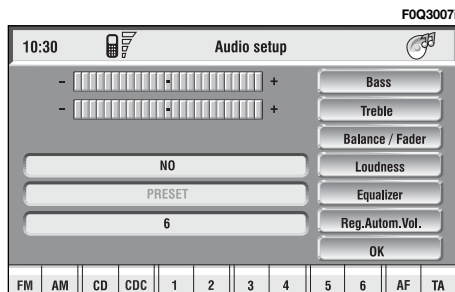 F0Q3007i
10:30 Audio setup
- + Bass
- + Treble
Balance / Fader
NO Loudness
PRESET Equalizer
6 Reg.Autom.Vol.
OK
FM AM CD CDC 1 2 3 4 5 6 AF TA